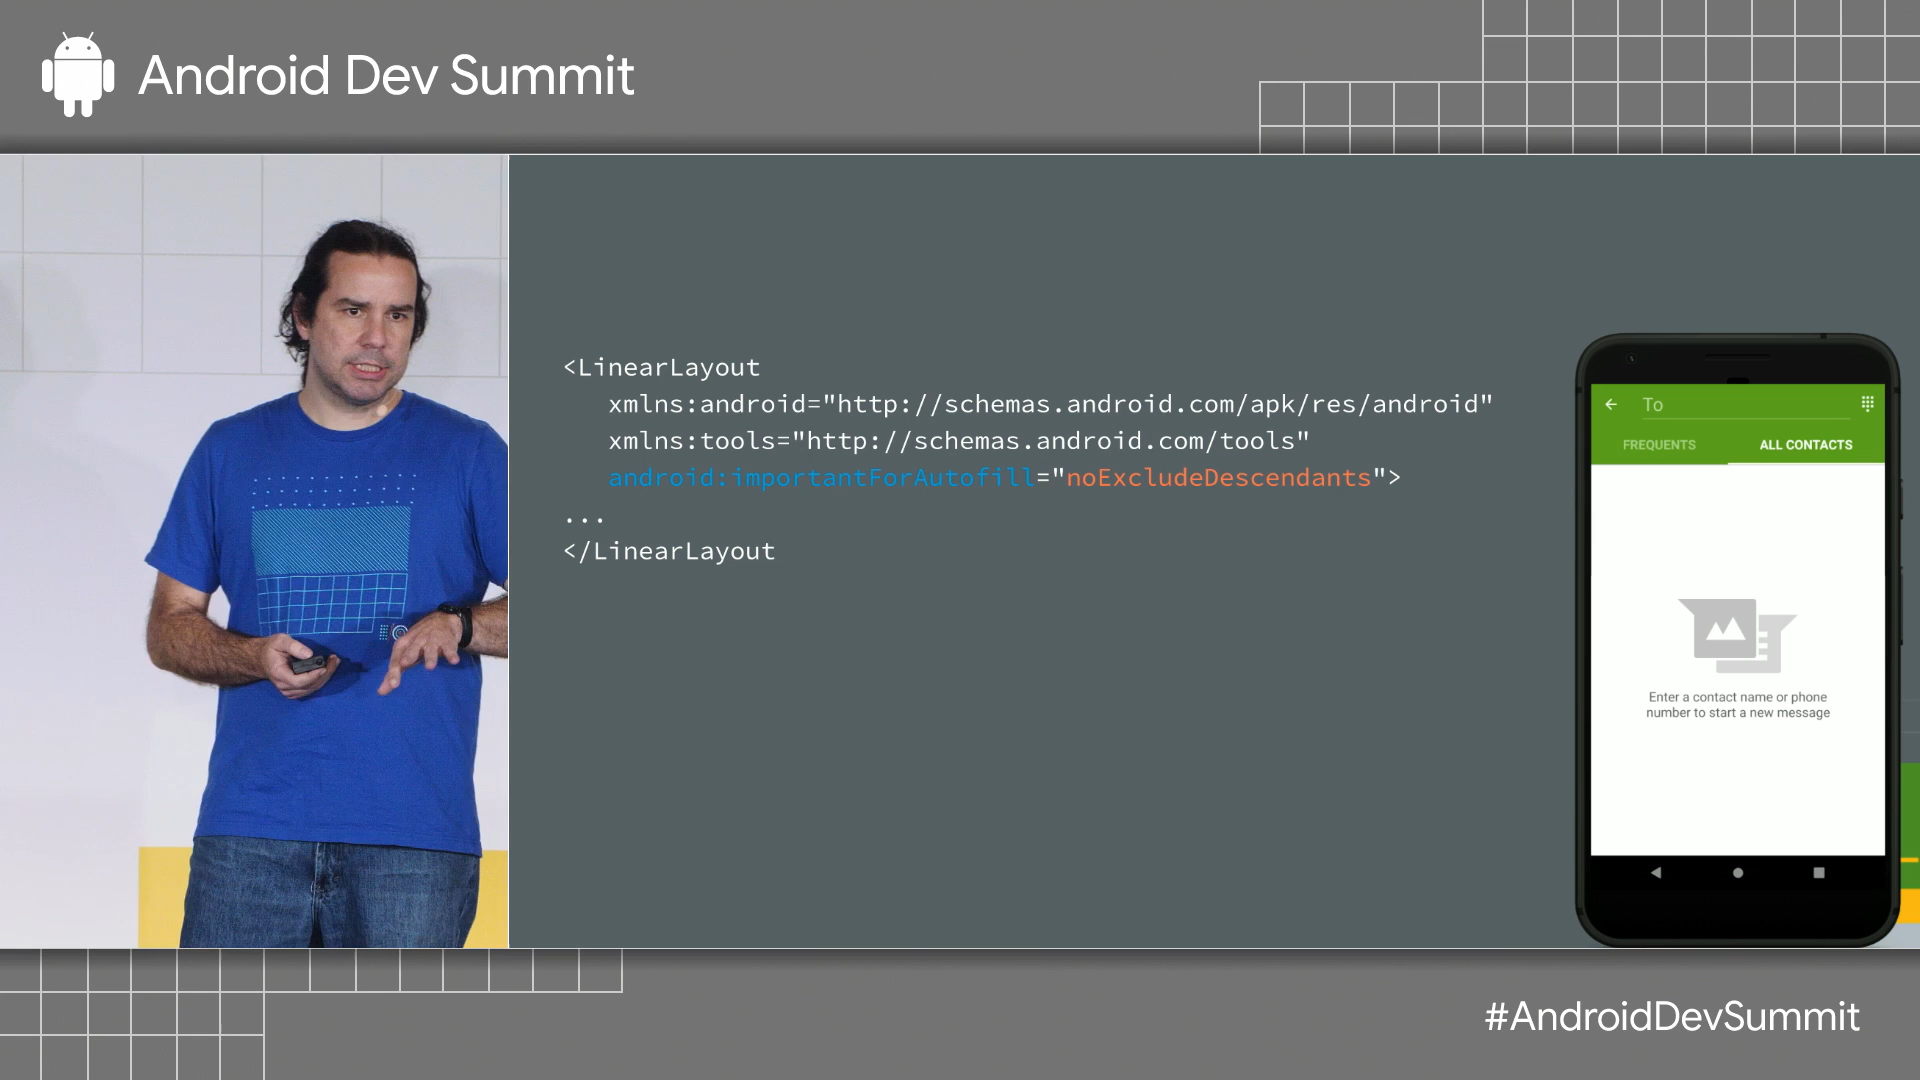 Android Dev Summit
<LinearLayout
xmlns:android="http://schemas.android.com/apk/res/android"
xmlns:tools="http://schemas.android.com/tools"
android:importantForAutofill="noExcludeDescendants">
...
</LinearLayout
To
FREQUENTS
ALL CONTACTS
Enter a contact name or phone
number to start a new message
#AndroidDevSummit